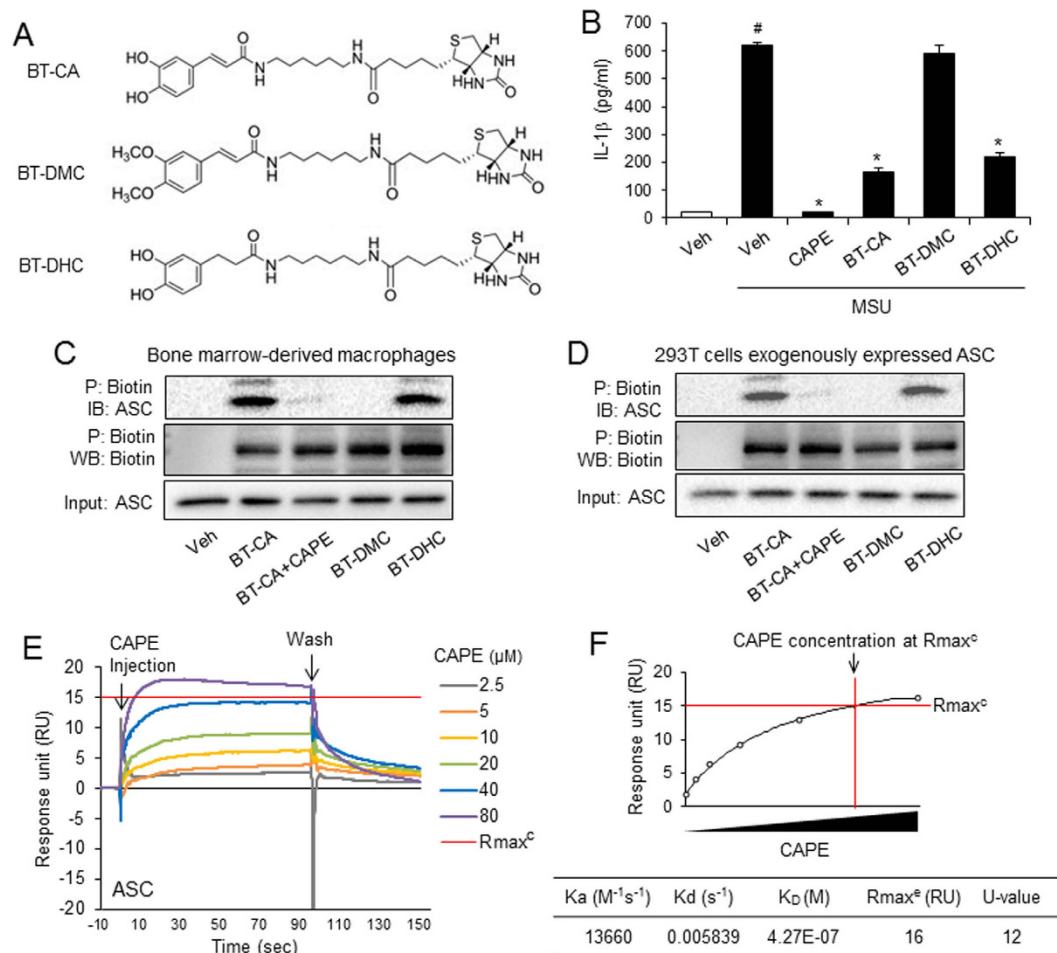 A
BT-CA
HO
HO
O
N
H
H
N
O
S
H
NH
HN
H
O
BT-DMC
H3CO
H3CO
O
N
H
H
N
O
S
H
NH
HN
H
O
BT-DHC
HO
HO
O
N
H
H
N
O
S
H
NH
HN
H
O
B
IL-1β (pg/ml)
700
600
500
400
300
200
100
0
#
*
*
*
Veh
Veh
CAPE
BT-CA
BT-DMC
BT-DHC
MSU
C
Bone marrow-derived macrophages
P: Biotin
IB: ASC
P: Biotin
WB: Biotin
Input: ASC
Veh
BT-CA
BT-CA+CAPE
BT-DMC
BT-DHC
D
293T cells exogenously expressed ASC
P: Biotin
IB: ASC
P: Biotin
WB: Biotin
Input: ASC
Veh
BT-CA
BT-CA+CAPE
BT-DMC
BT-DHC
E
CAPE
Injection
Wash
Response unit (RU)
20
15
10
5
0
-5
-10
-15
-20
ASC
-10 10 30 50 70 90 110 130 150
Time (sec)
CAPE (μM)
2.5
5
10
20
40
80
Rmaxᶜ
F
CAPE concentration at Rmaxᶜ
Response unit (RU)
20
15
10
5
0
Rmaxᶜ
CAPE
Ka (M⁻¹s⁻¹) Kd (s⁻¹) KD (M) Rmaxᵉ (RU) U-value
13660 0.005839 4.27E-07 16 12